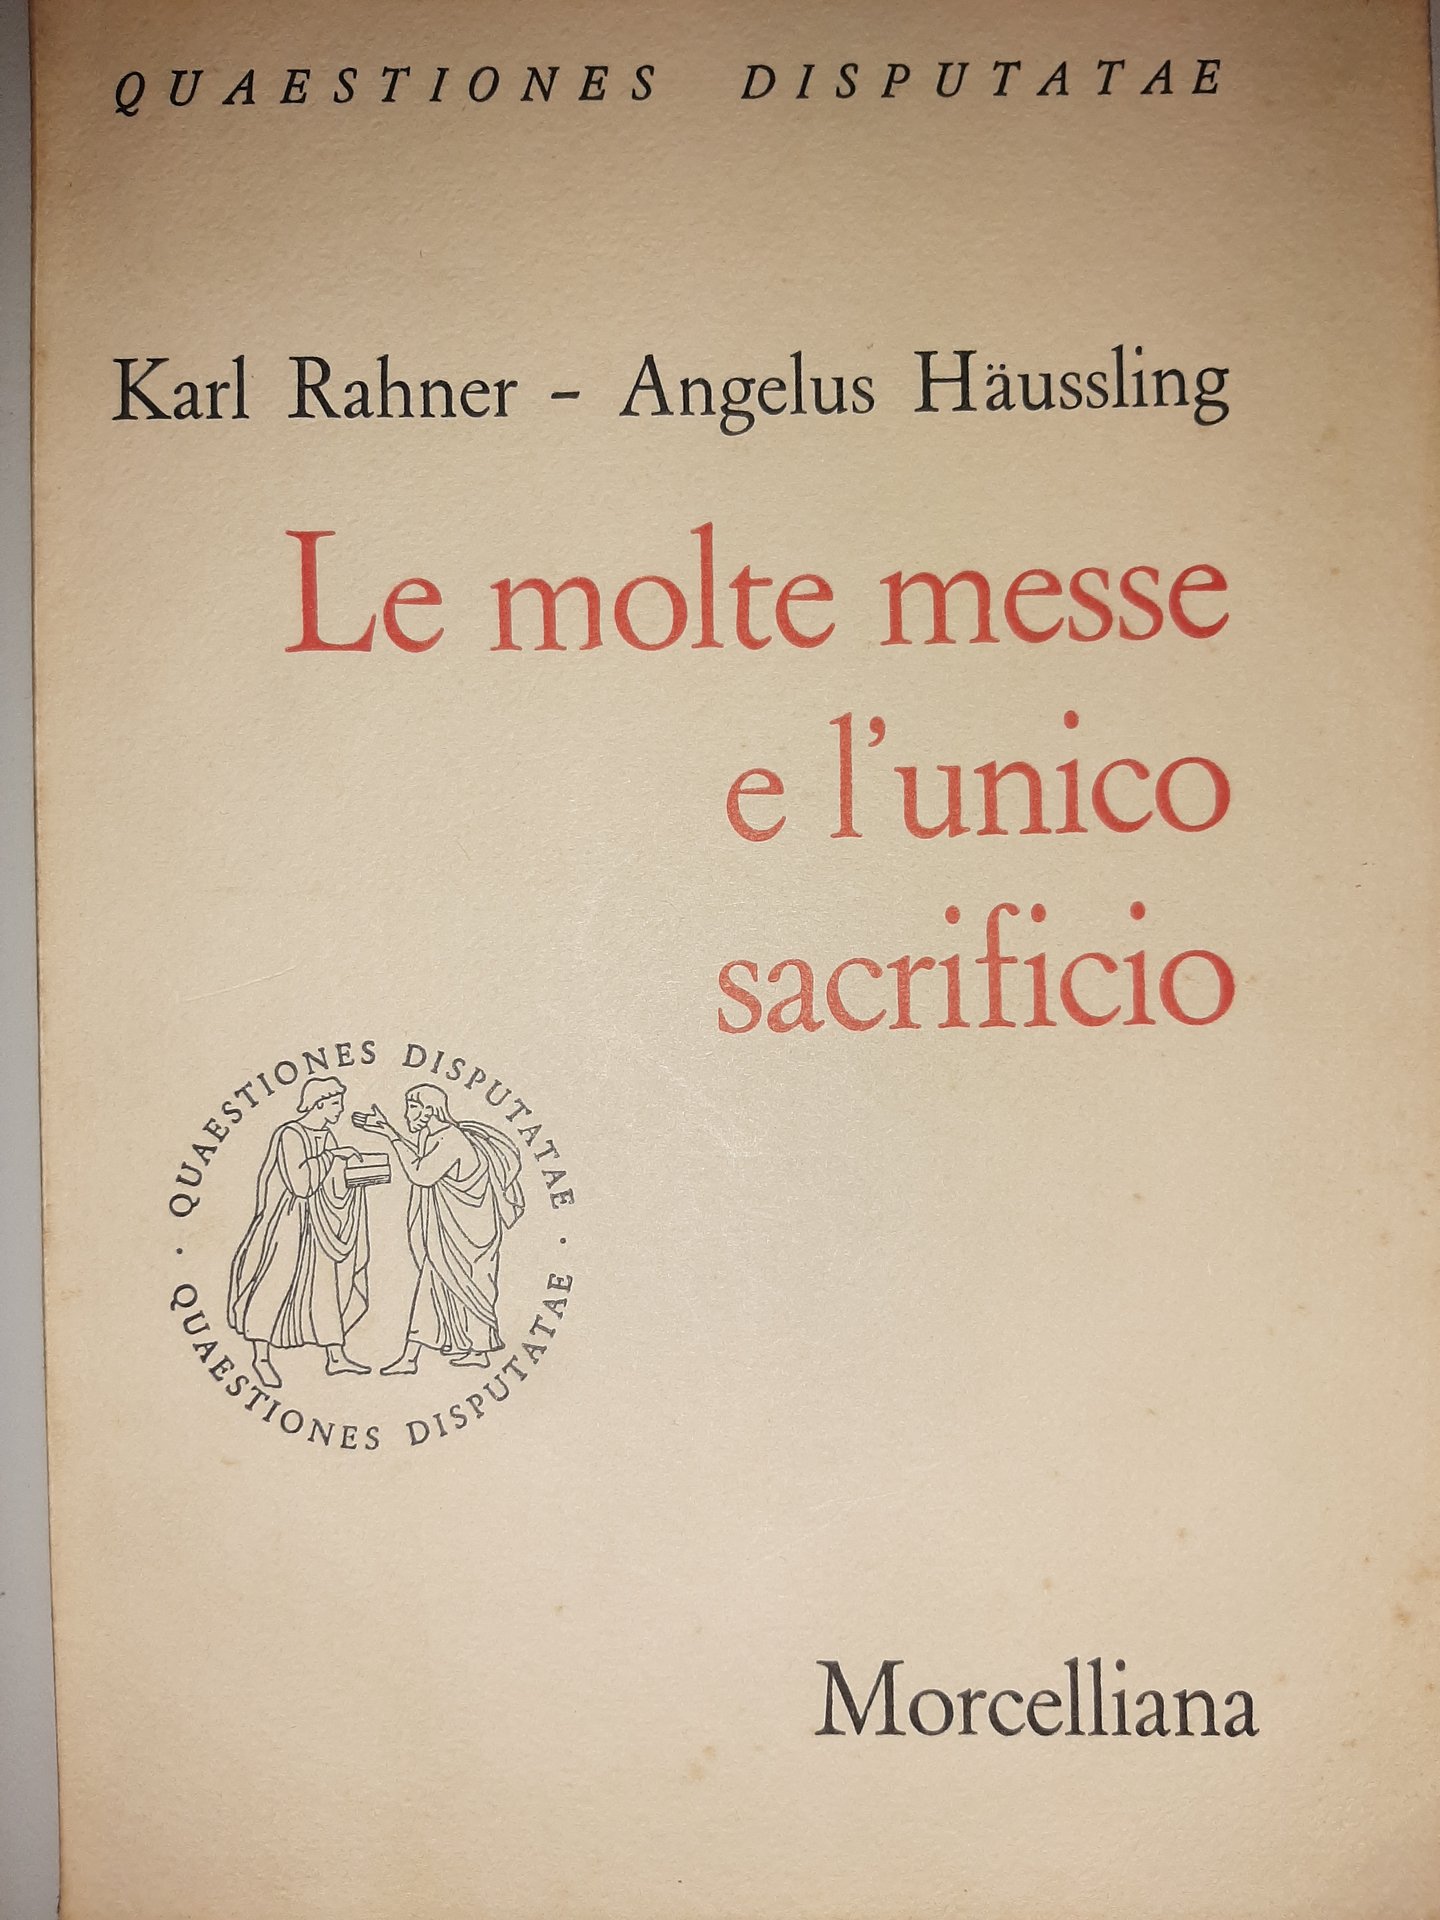 QUAESTIONES DISPUTATAE
Karl Rahner – Angelus Häussling
Le molte messe
e l’unico
sacrificio
QUAESTIONES DISPUTATAE · QUAESTIONES DISPUTATAE ·
Morcelliana